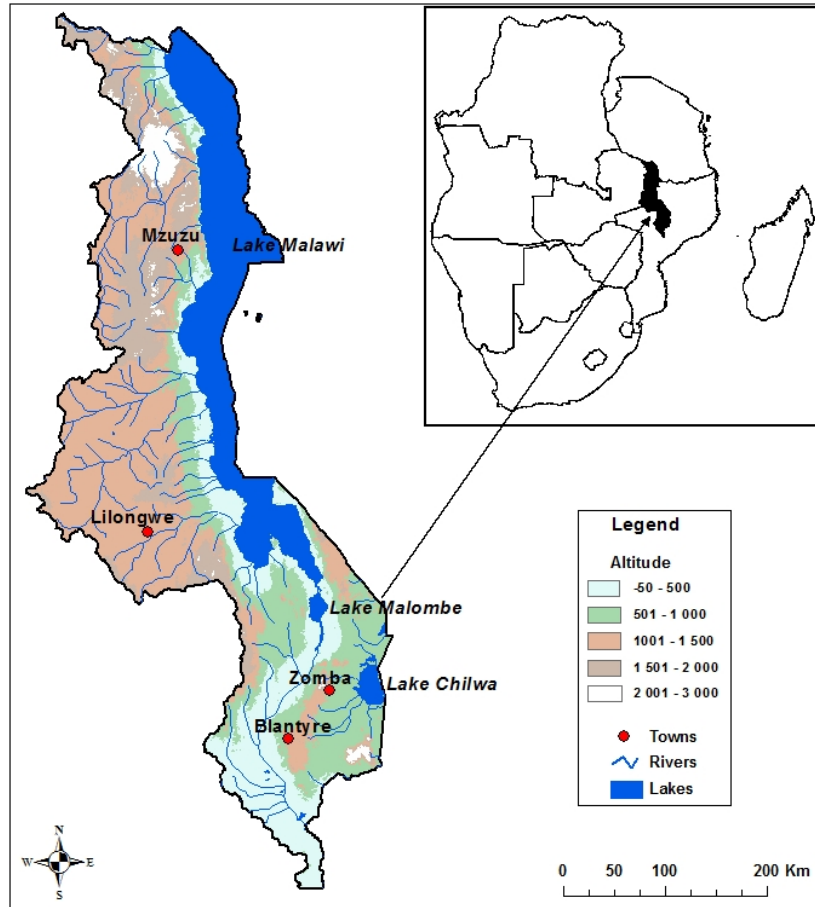 Mzuzu
Lake Malawi
Lilongwe
Lake Malombe
Zomba
Lake Chilwa
Blantyre
Legend
Altitude
-50 - 500
501 - 1 000
1001 - 1 500
1 501 - 2 000
2 001 - 3 000
Towns
Rivers
Lakes
N
W E
S
0 50 100 200 Km